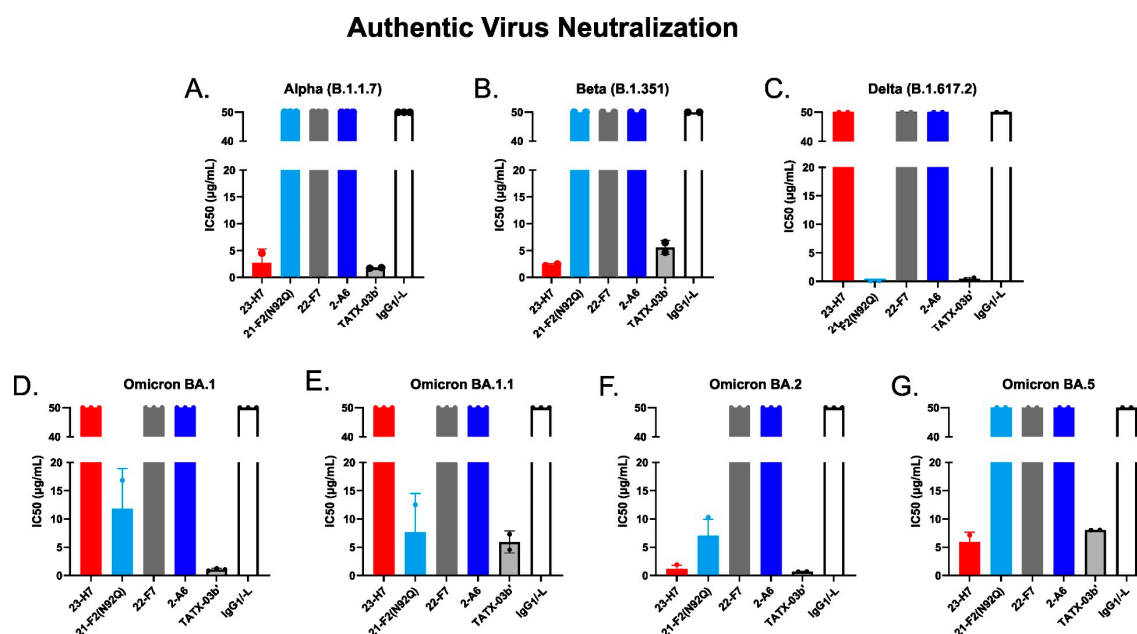 Authentic Virus Neutralization
A.
Alpha (B.1.1.7)
IC50 (µg/mL)
50
40
20
15
10
5
0
23-H7
21-F2(N92Q)
22-F7
2-A6
TATX-03b'
IgG1/-L
B.
Beta (B.1.351)
IC50 (µg/mL)
50
40
20
15
10
5
0
23-H7
21-F2(N92Q)
22-F7
2-A6
TATX-03b'
IgG1/-L
C.
Delta (B.1.617.2)
IC50 (µg/mL)
50
40
20
15
10
5
0
23-H7
F2(N92Q)
22-F7
2-A6
TATX-03b'
IgG1/-L
D.
Omicron BA.1
IC50 (µg/mL)
50
40
20
15
10
5
0
23-H7
21-F2(N92Q)
22-F7
2-A6
TATX-03b'
IgG1/-L
E.
Omicron BA.1.1
IC50 (µg/mL)
50
40
20
15
10
5
0
23-H7
21-F2(N92Q)
22-F7
2-A6
TATX-03b'
IgG1/-L
F.
Omicron BA.2
IC50 (µg/mL)
50
40
20
15
10
5
0
23-H7
21-F2(N92Q)
22-F7
2-A6
TATX-03b'
IgG1/-L
G.
Omicron BA.5
IC50 (µg/mL)
50
40
20
15
10
5
0
23-H7
21-F2(N92Q)
22-F7
2-A6
TATX-03b'
IgG1/-L